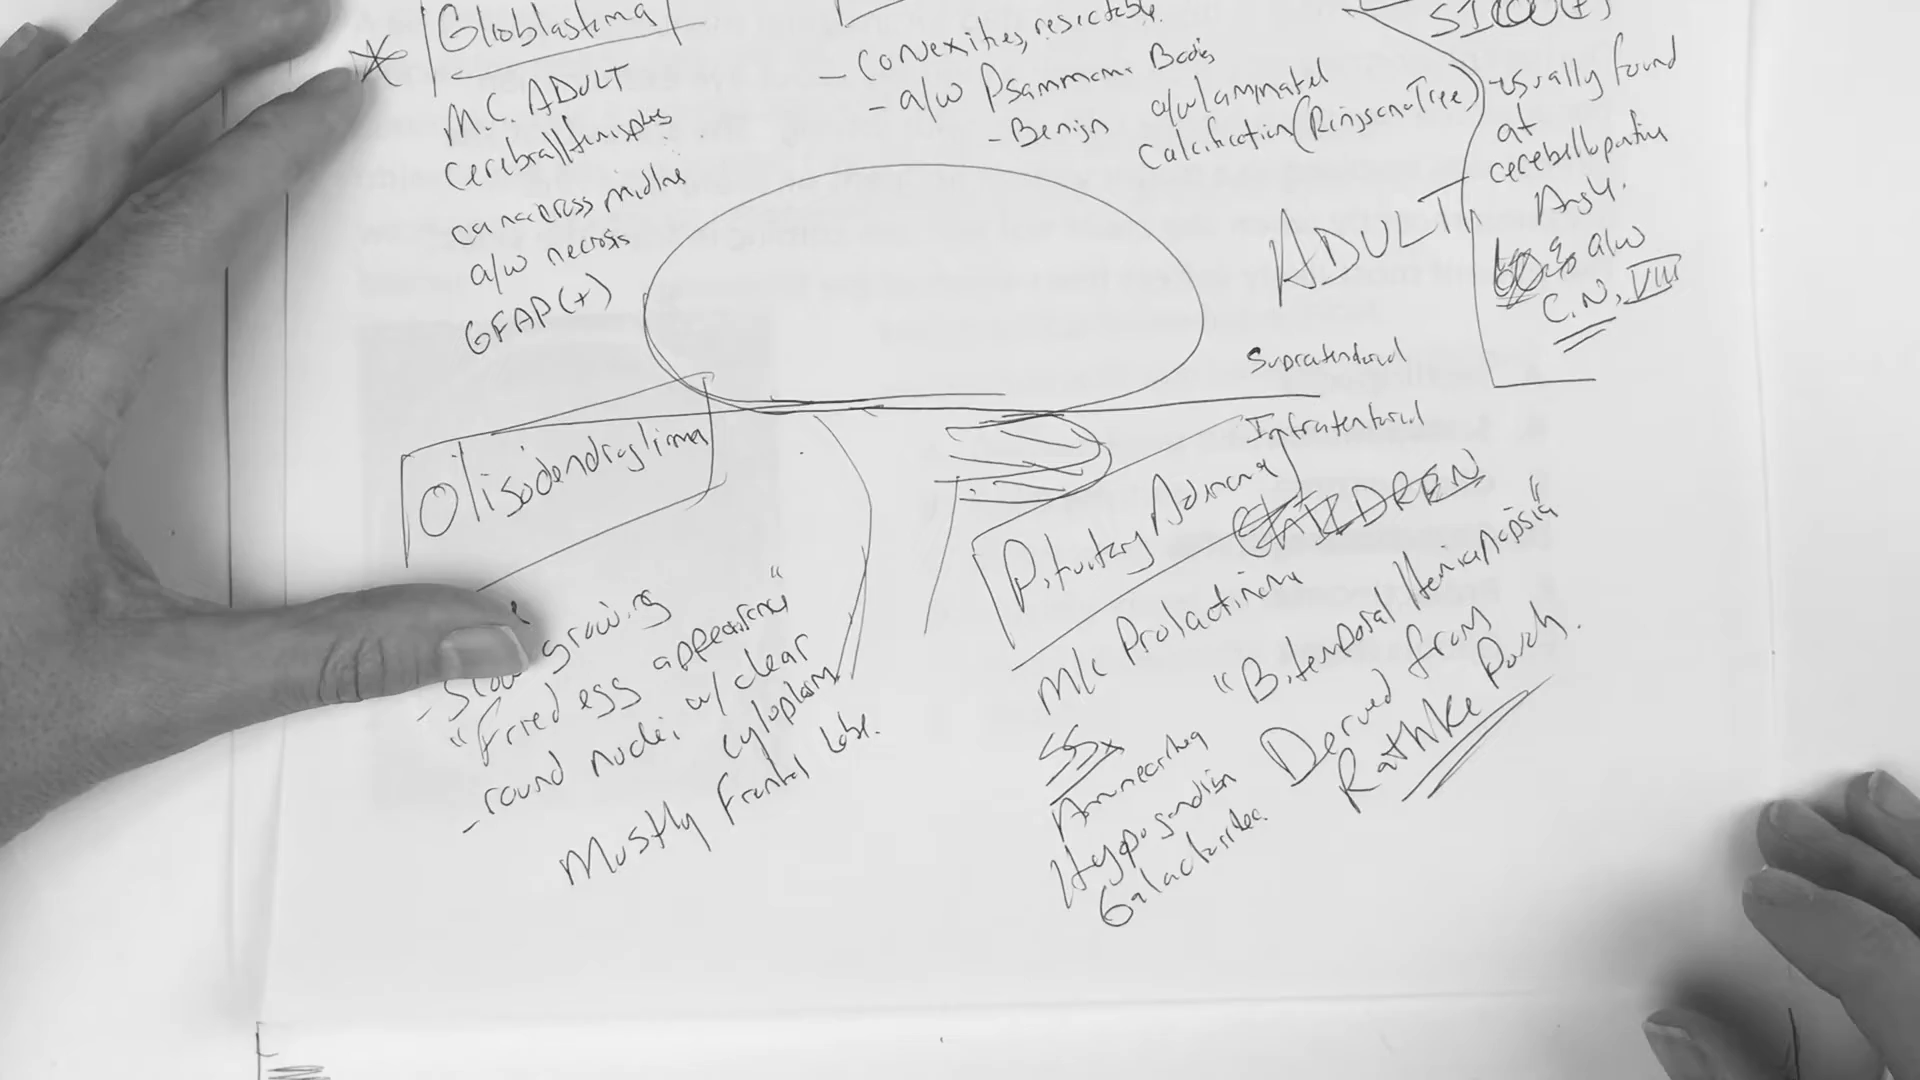 Glioblastoma
M.C. ADULT
Cerebral Hemispheres
can cross midline
a/w necrosis
GFAP(+)
- Convexities, resectable.
- a/w Psammoma Bodies
- Benign
a/w laminated
Calcification (Rings on a Tree)
S100(+)
usually found
at
cerebellopontine
Angle.
a/w
C.N. VIII
ADULT
Supratentorial
Infratentorial
Oligodendroglioma
- Slow growing
"Fried egg appearance"
- round nuclei w/ clear
cytoplasm
Mostly Frontal Lobe.
Pituitary Adenoma
CHILDREN
M/c Prolactinoma
"Bitemporal Hemianopsia"
SSx
Amenorrhea
Hypogonadism
Galactorrhea
Derived from
Rathke Pouch.